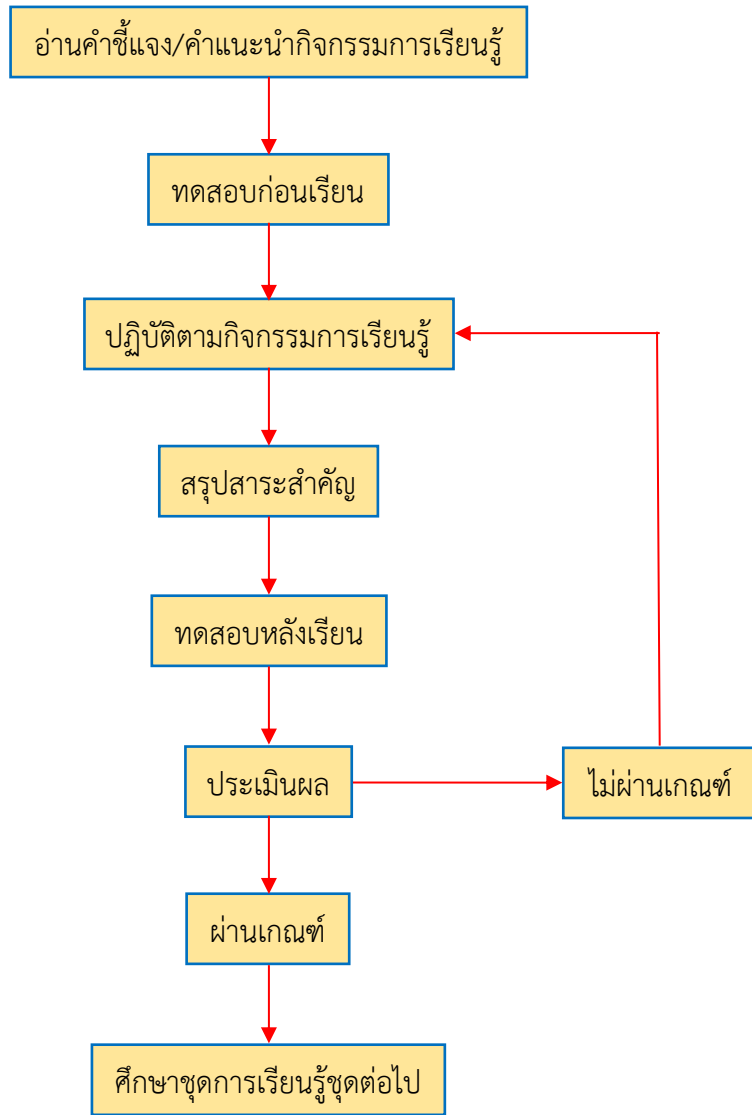 อ่านคำชี้แจง/คำแนะนำกิจกรรมการเรียนรู้
ทดสอบก่อนเรียน
ปฏิบัติตามกิจกรรมการเรียนรู้
สรุปสาระสำคัญ
ทดสอบหลังเรียน
ประเมินผล
ไม่ผ่านเกณฑ์
ผ่านเกณฑ์
ศึกษาชุดการเรียนรู้ชุดต่อไป